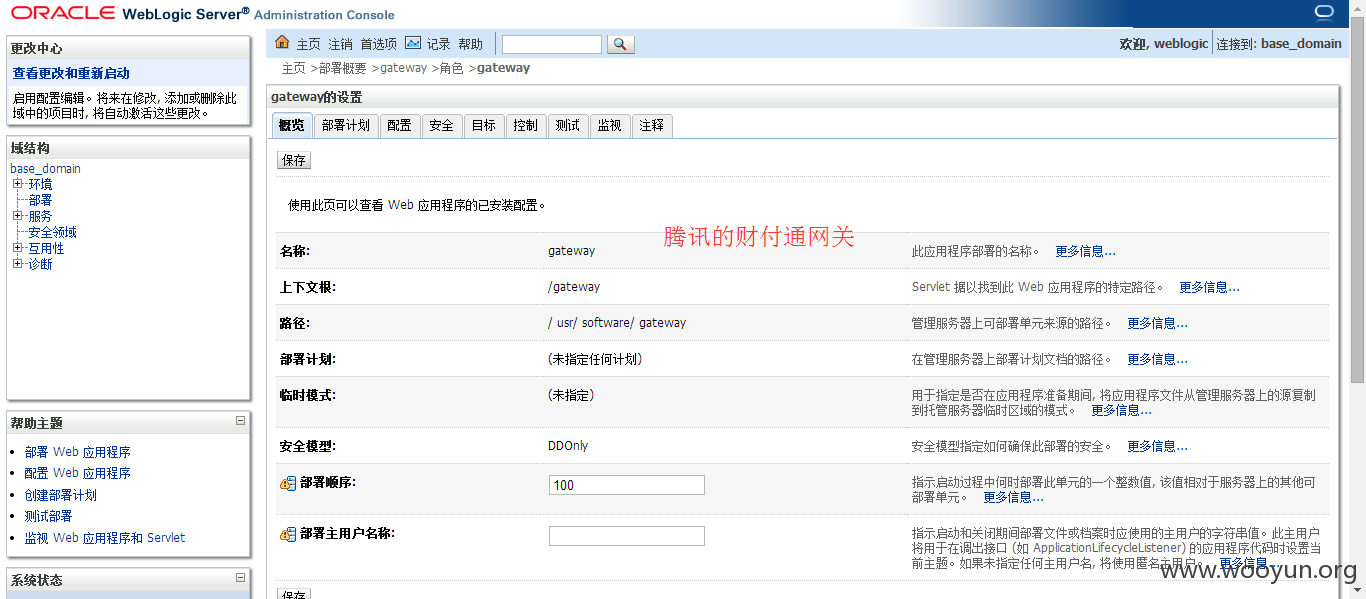 ORACLE WebLogic Server® Administration Console
更改中心
查看更改和重新启动
启用配置编辑。将来在修改, 添加或删除此
域中的项目时, 将自动激活这些更改。
域结构
base_domain
环境
部署
服务
安全领域
互用性
诊断
帮助主题
部署 Web 应用程序
配置 Web 应用程序
创建部署计划
测试部署
监视 Web 应用程序和 Servlet
系统状态
主页 注销 首选项 记录 帮助
欢迎, weblogic 连接到: base_domain
主页 >部署概要 >gateway >角色 >gateway
gateway的设置
概览 部署计划 配置 安全 目标 控制 测试 监视 注释
保存
使用此页可以查看 Web 应用程序的已安装配置。
腾讯的财付通网关
名称: gateway 此应用程序部署的名称。 更多信息...
上下文根: /gateway Servlet 据以找到此 Web 应用程序的特定路径。 更多信息...
路径: / usr/ software/ gateway 管理服务器上可部署单元来源的路径。 更多信息...
部署计划: (未指定任何计划) 在管理服务器上部署计划文档的路径。 更多信息...
临时模式: (未指定) 用于指定是否在应用程序准备期间, 将应用程序文件从管理服务器上的源复制
到托管服务器临时区域的模式。 更多信息...
安全模型: DDOnly 安全模型指定如何确保此部署的安全。 更多信息...
部署顺序: 100 指示启动过程中何时部署此单元的一个整数值, 该值相对于服务器上的其他可
部署单元。 更多信息...
部署主用户名称: 指示启动和关闭期间部署文件或档案时应使用的主用户的字符串值。此主用户
将用于在调出接口 (如 ApplicationLifecycleListener) 的应用程序代码时设置当
前主题。如果未指定任何主用户名, 将使用匿名主用户。 更多信息...
保存
www.wooyun.org